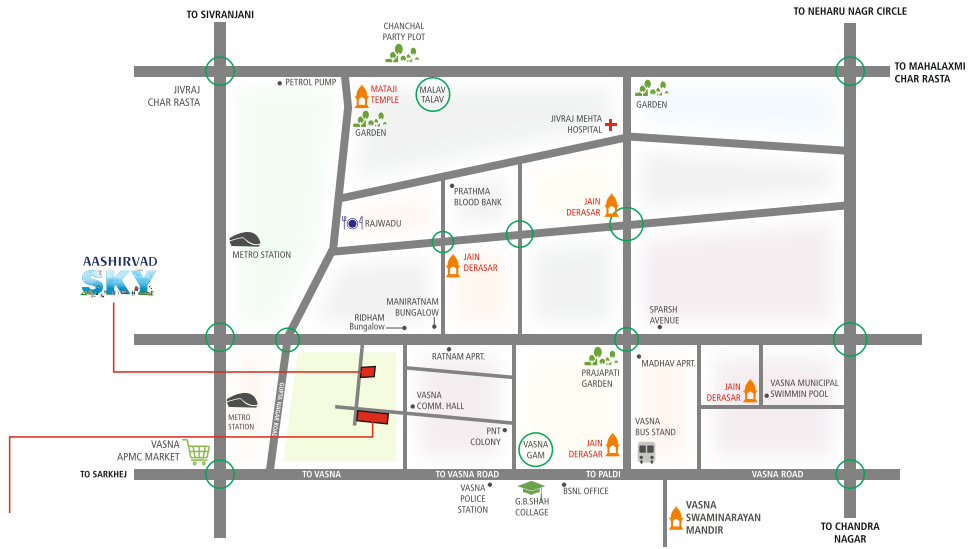 TO SIVRANJANI
TO NEHARU NAGR CIRCLE
CHANCHAL
PARTY PLOT
TO MAHALAXMI
CHAR RASTA
PETROL PUMP
JIVRAJ
CHAR RASTA
MATAJI
TEMPLE
MALAV
TALAV
GARDEN
GARDEN
JIVRAJ MEHTA
HOSPITAL
PRATHMA
BLOOD BANK
JAIN
DERASAR
RAJWADU
METRO STATION
JAIN
DERASAR
AASHIRVAD
SKY
MANIRATNAM
BUNGALOW
RIDHAM
Bungalow
SPARSH
AVENUE
RATNAM APRT.
PRAJAPATI
GARDEN
MADHAV APRT.
GUPTA NAGAR ROAD
VASNA
COMM. HALL
JAIN
DERASAR
VASNA MUNICIPAL
SWIMMIN POOL
METRO
STATION
PNT
COLONY
VASNA
BUS STAND
VASNA
APMC MARKET
VASNA
GAM
JAIN
DERASAR
TO SARKHEJ
TO VASNA
TO VASNA ROAD
TO PALDI
VASNA ROAD
VASNA
POLICE
STATION
G.B.SHAH
COLLAGE
BSNL OFFICE
VASNA
SWAMINARAYAN
MANDIR
TO CHANDRA
NAGAR